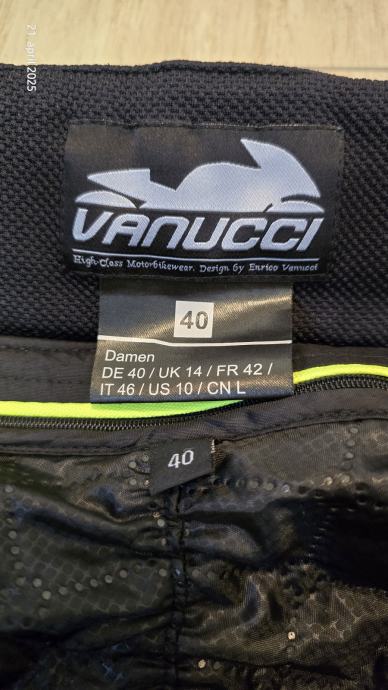 21 april 2025
VANUCCI
High-Class Motorbikewear. Design by Enrico Vanucci
40
Damen
DE 40 / UK 14 / FR 42 /
IT 46 / US 10 / CN L
40